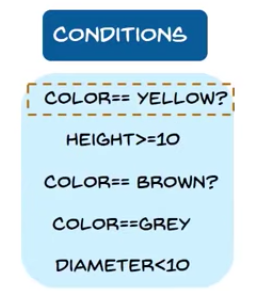 CONDITIONS
COLOR== YELLOW?
HEIGHT>=10
COLOR== BROWN?
COLOR==GREY
DIAMETER<10